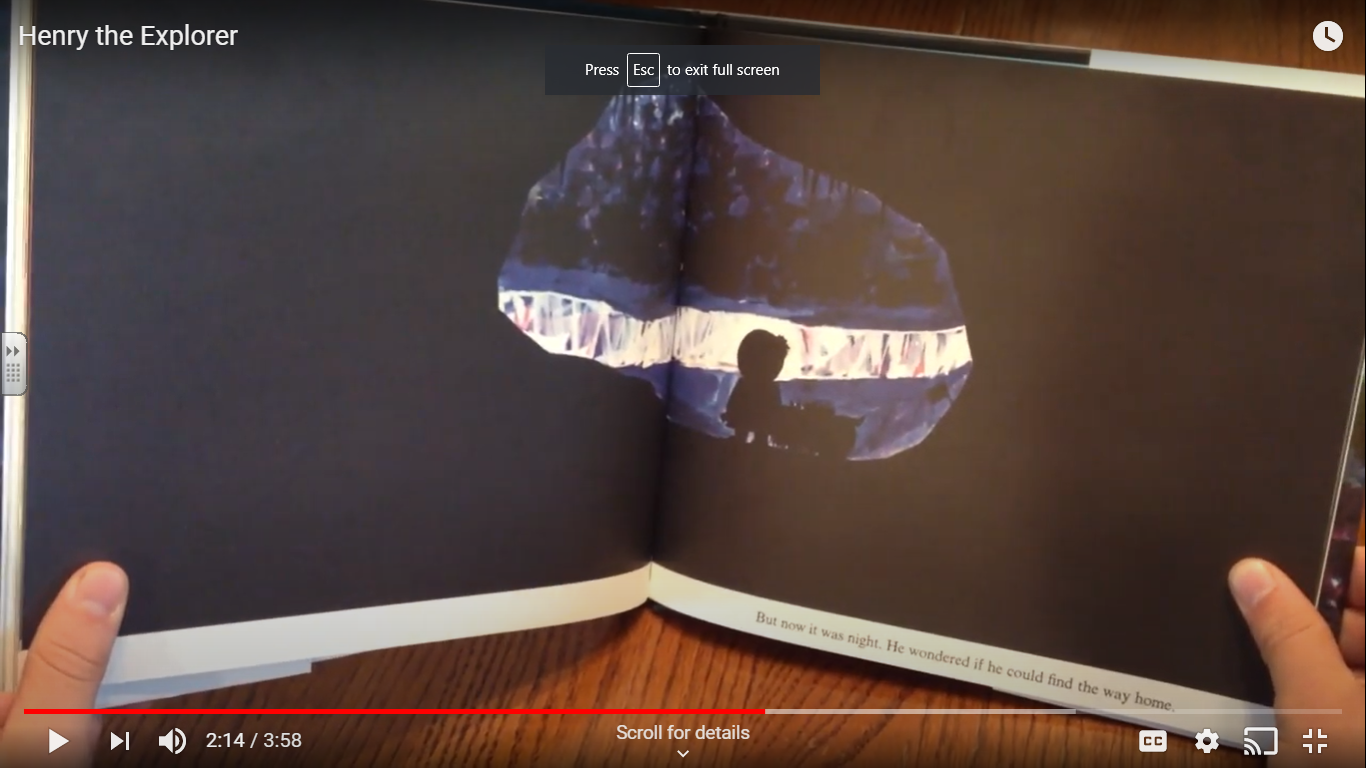 Henry the Explorer
Press Esc to exit full screen
But now it was night. He wondered if he could find the way home.
2:14 / 3:58
Scroll for details
CC